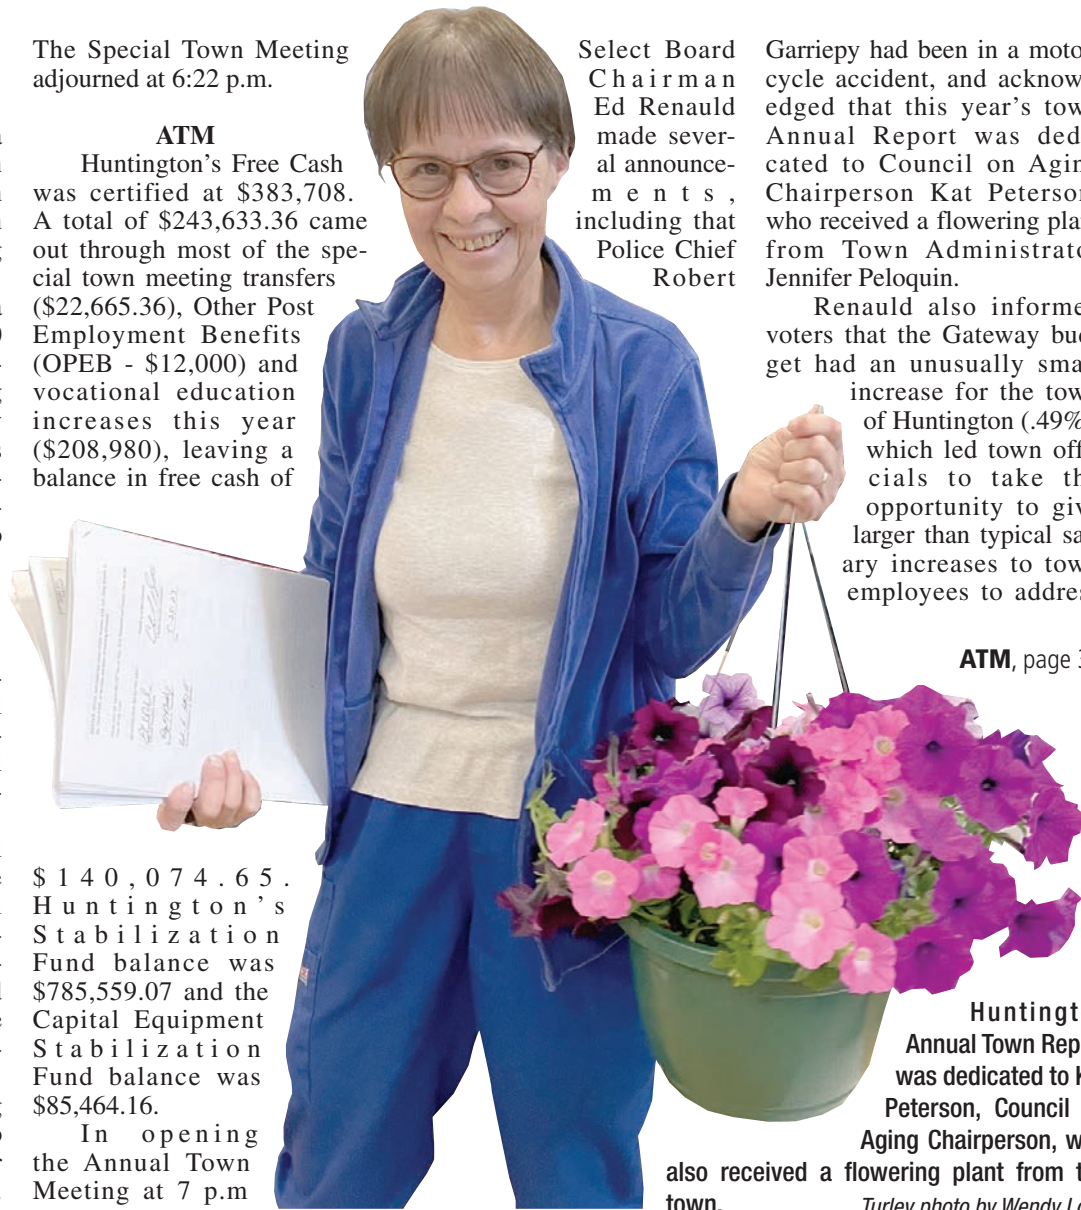 The Special Town Meeting
adjourned at 6:22 p.m.
ATM
Huntington's Free Cash
was certified at $383,708.
A total of $243,633.36 came
out through most of the spe-
cial town meeting transfers
($22,665.36), Other Post
Employment Benefits
(OPEB - $12,000) and
vocational education
increases this year
($208,980), leaving a
balance in free cash of
$140,074.65.
Huntington's
Stabilization
Fund balance was
$785,559.07 and the
Capital Equipment
Stabilization
Fund balance was
$85,464.16.
In opening
the Annual Town
Meeting at 7 p.m
Select Board
Chairman
Ed Renauld
made sever-
al announce-
ments,
including that
Police Chief
Robert
Garriepy had been in a moto
cycle accident, and acknow
edged that this year's tow
Annual Report was ded
cated to Council on Agin
Chairperson Kat Peterson
who received a flowering plan
from Town Administrato
Jennifer Peloquin.
Renauld also informe
voters that the Gateway bud
get had an unusually sma
increase for the tow
of Huntington (.49%
which led town off
cials to take th
opportunity to giv
larger than typical sa
ary increases to tow
employees to addres
ATM, page 3
Huntingt
Annual Town Rep
was dedicated to K
Peterson, Council
Aging Chairperson, w
also received a flowering plant from t
town.
Turley photo by Wendy Lo